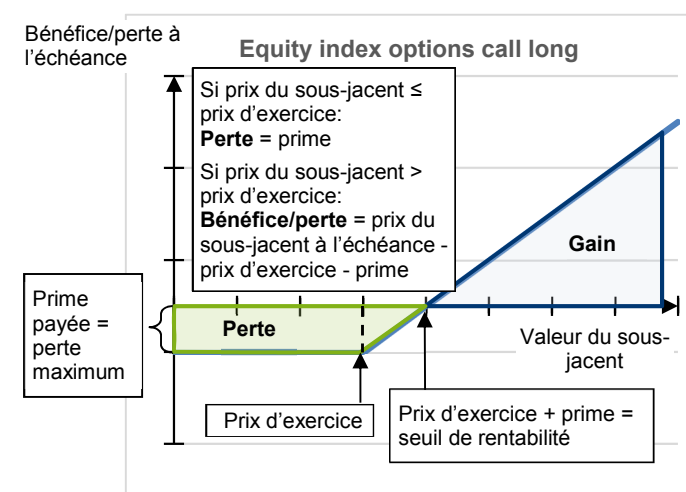 Bénéfice/perte à
l'échéance
Equity index options call long
Si prix du sous-jacent ≤
prix d'exercice:
Perte = prime
Si prix du sous-jacent >
prix d'exercice:
Bénéfice/perte = prix du
sous-jacent à l'échéance -
prix d'exercice - prime
Gain
Prime
payée =
perte
maximum
Perte
Valeur du sous-
jacent
Prix d'exercice
Prix d'exercice + prime =
seuil de rentabilité